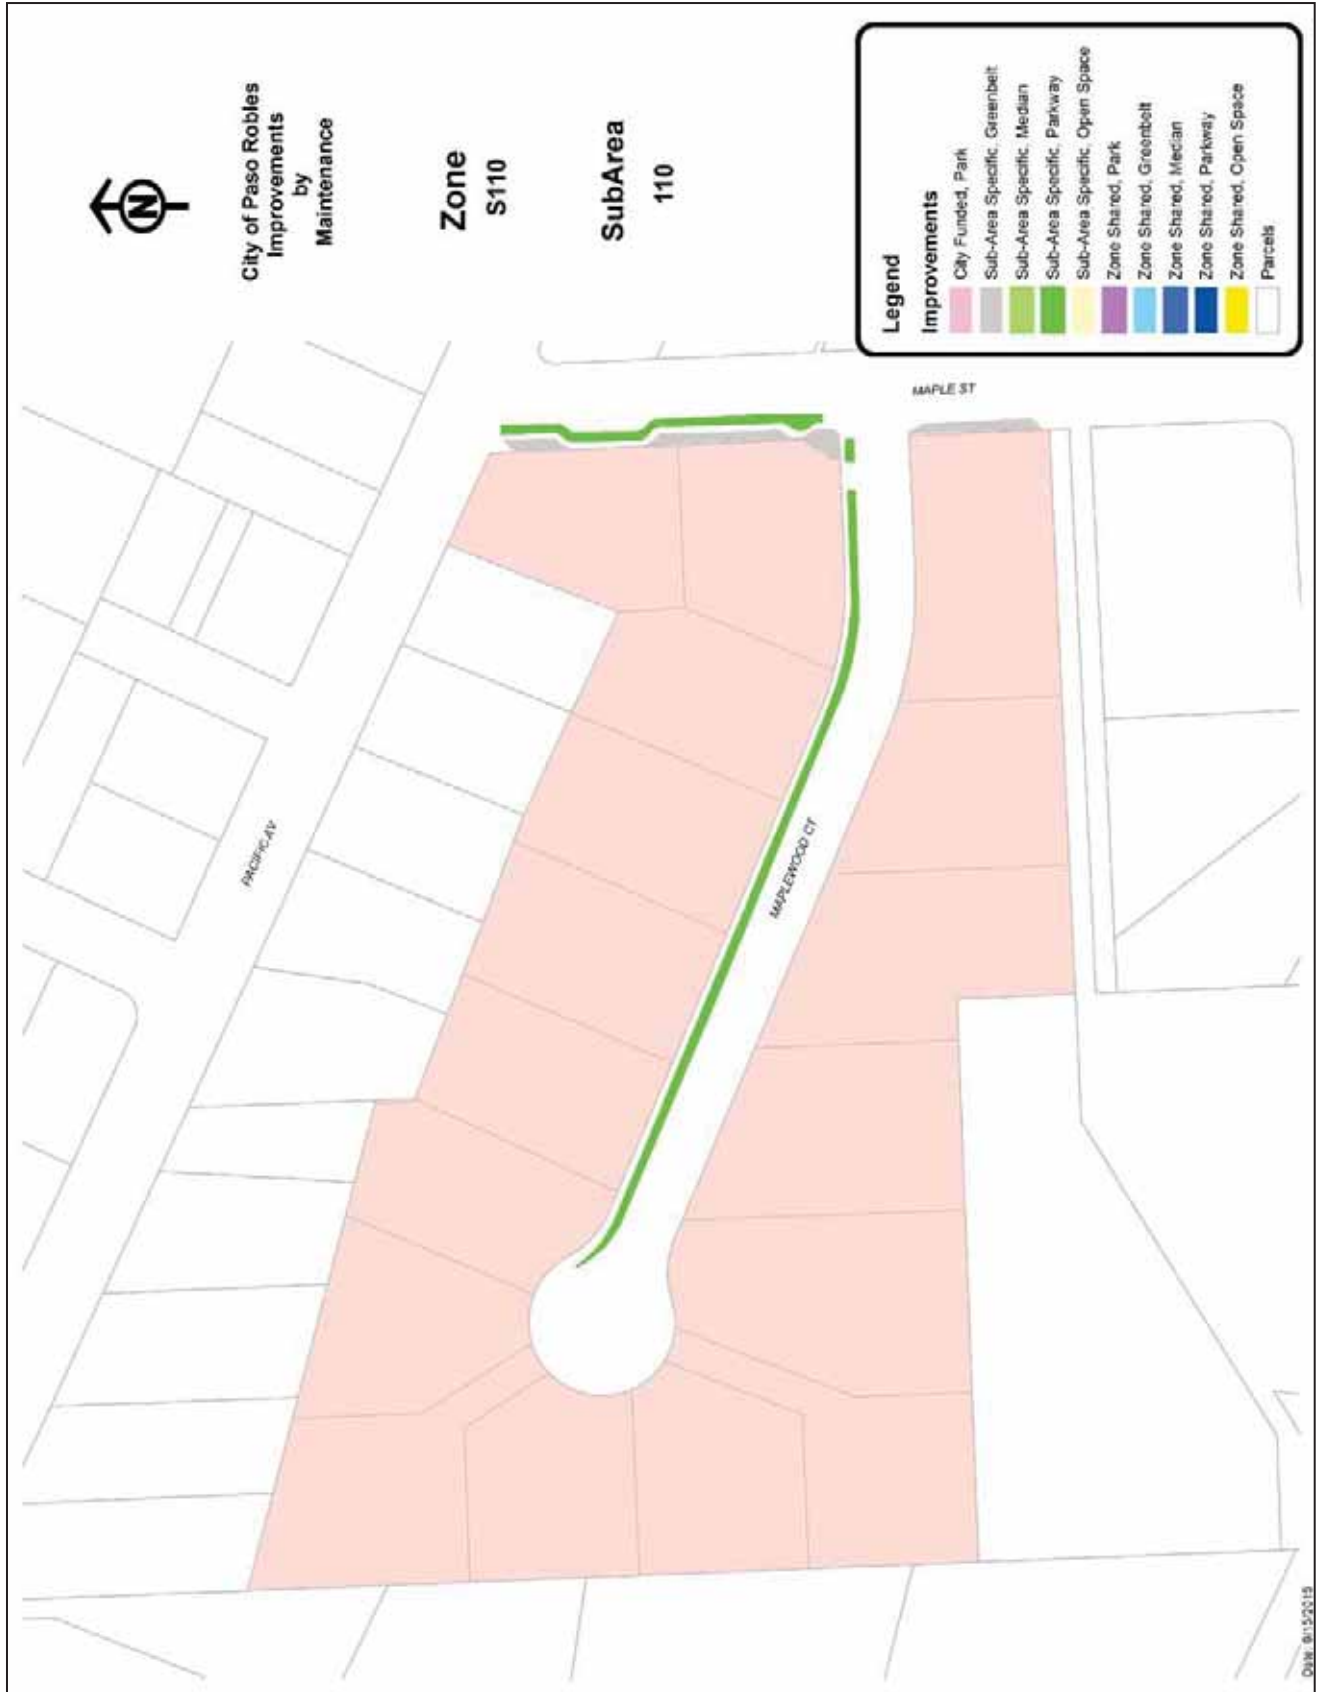 N
City of Paso Robles
Improvements
by
Maintenance
Zone
S110
SubArea
110
Legend
Improvements
City Funded, Park
Sub-Area Specific, Greenbelt
Sub-Area Specific, Median
Sub-Area Specific, Parkway
Sub-Area Specific, Open Space
Zone Shared, Park
Zone Shared, Greenbelt
Zone Shared, Median
Zone Shared, Parkway
Zone Shared, Open Space
Parcels
PACIFIC AV
MAPLEWOOD CT
MAPLE ST
Date: